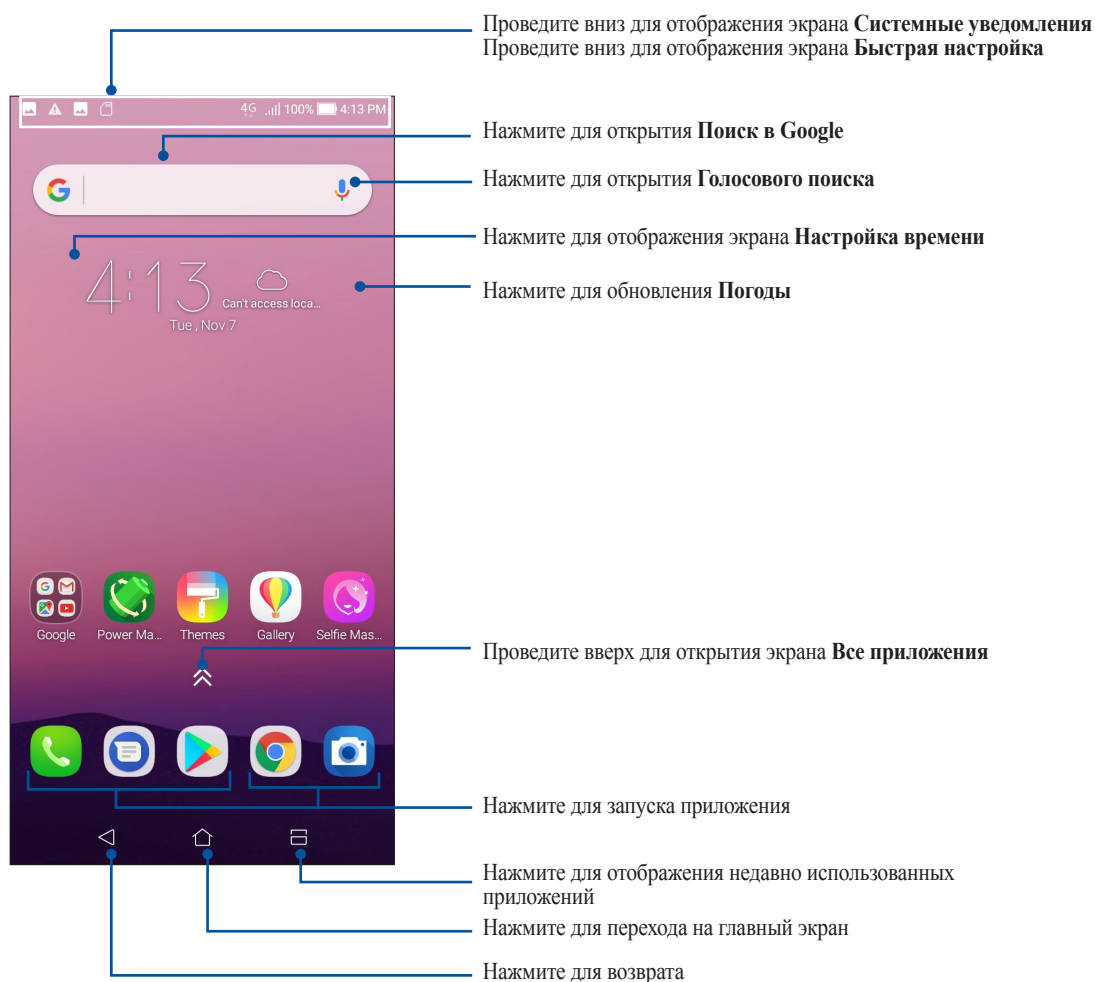 Проведите вниз для отображения экрана Системные уведомления
Проведите вниз для отображения экрана Быстрая настройка
4G 100% 4:13 PM
Нажмите для открытия Поиск в Google
Нажмите для открытия Голосового поиска
G
Нажмите для отображения экрана Настройка времени
4:13
Нажмите для обновления Погоды
Can't access loca...
Tue , Nov 7
Google Power Ma... Themes Gallery Selfie Mas...
Проведите вверх для открытия экрана Все приложения
Нажмите для запуска приложения
Нажмите для отображения недавно использованных
приложений
Нажмите для перехода на главный экран
Нажмите для возврата